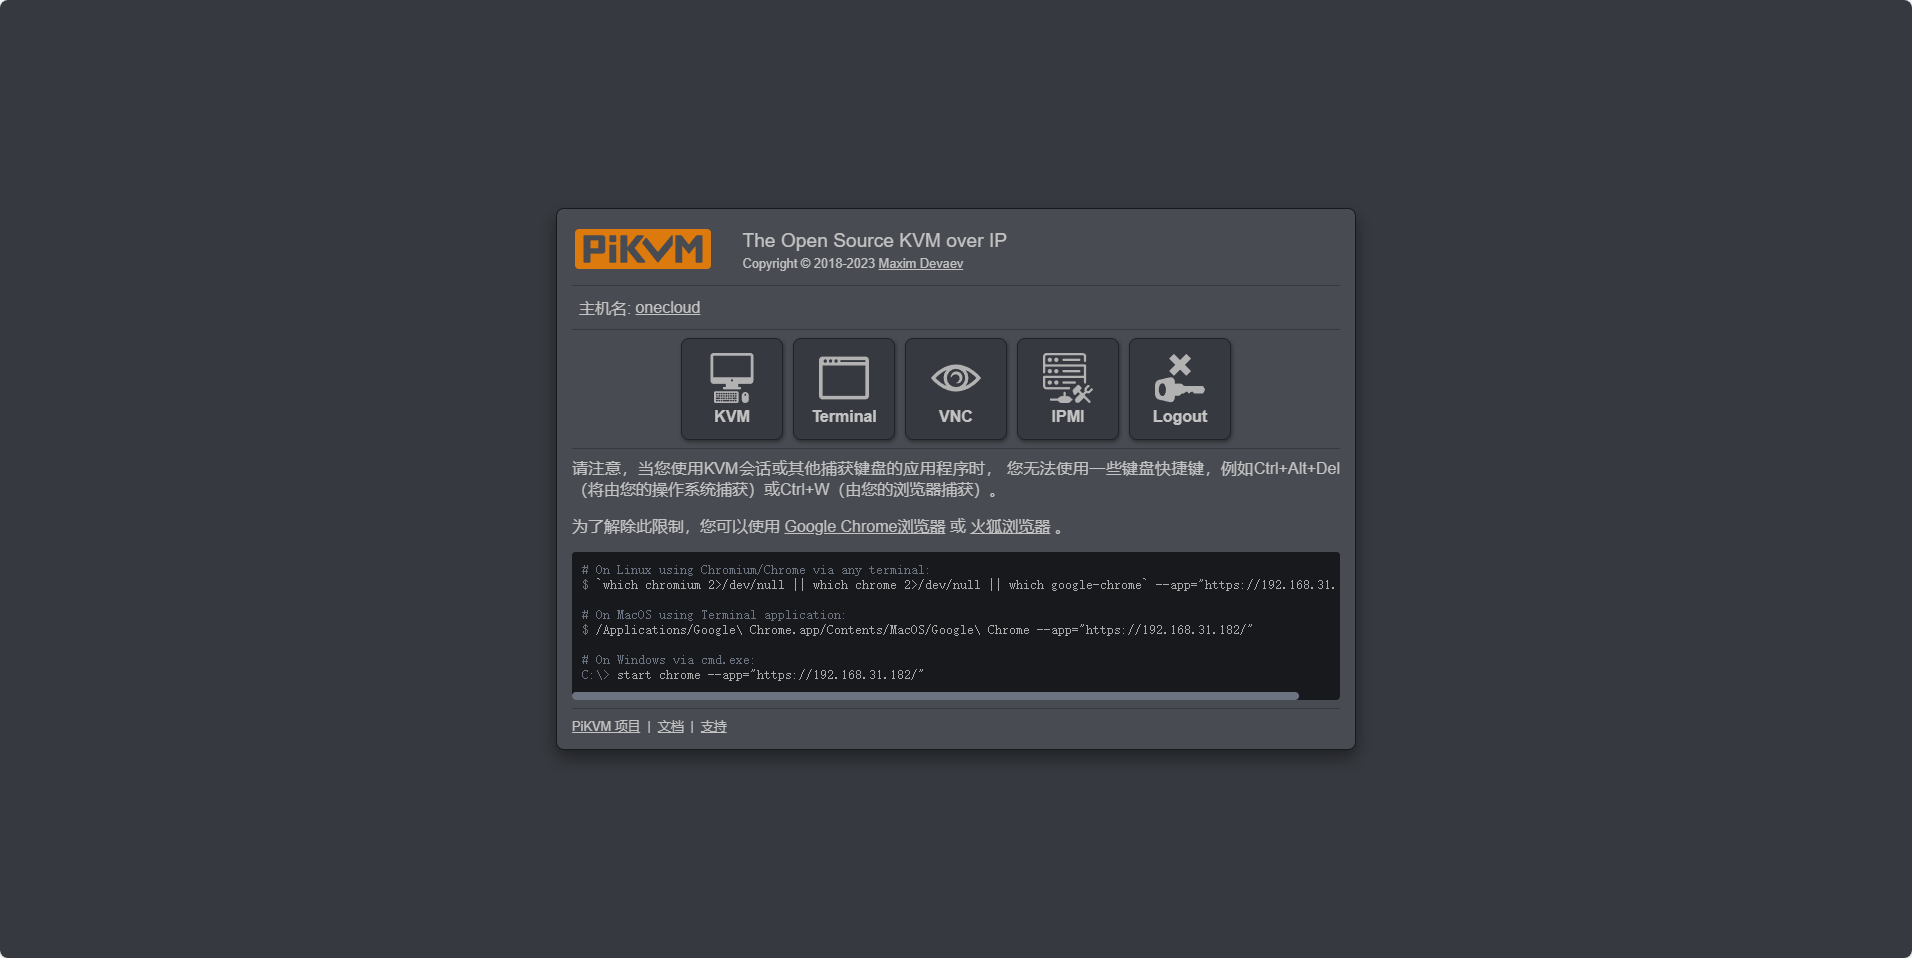 PiKVM
The Open Source KVM over IP
Copyright © 2018-2023 Maxim Devaev
主机名: onecloud
KVM
Terminal
VNC
IPMI
Logout
请注意，当您使用KVM会话或其他捕获键盘的应用程序时， 您无法使用一些键盘快捷键，例如Ctrl+Alt+Del
（将由您的操作系统捕获）或Ctrl+W（由您的浏览器捕获）。
为了解除此限制，您可以使用 Google Chrome浏览器 或 火狐浏览器 。
# On Linux using Chromium/Chrome via any terminal:
$ `which chromium 2>/dev/null || which chrome 2>/dev/null || which google-chrome` --app="https://192.168.31.
# On MacOS using Terminal application:
$ /Applications/Google\ Chrome.app/Contents/MacOS/Google\ Chrome --app="https://192.168.31.182/"
# On Windows via cmd.exe:
C:\> start chrome --app="https://192.168.31.182/"
PiKVM 项目 | 文档 | 支持